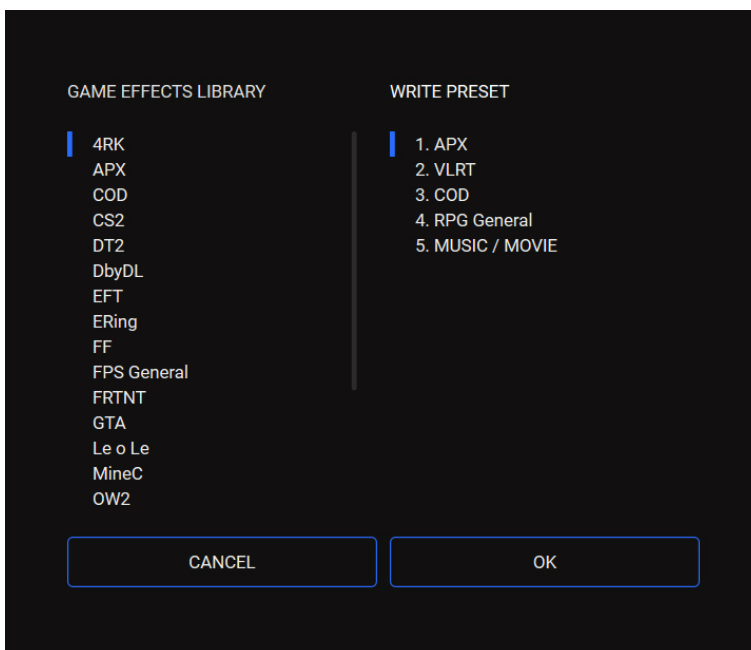 GAME EFFECTS LIBRARY
4RK
APX
COD
CS2
DT2
DbyDL
EFT
ERing
FF
FPS General
FRTNT
GTA
Le o Le
MineC
OW2
WRITE PRESET
1. APX
2. VLRT
3. COD
4. RPG General
5. MUSIC / MOVIE
CANCEL
OK